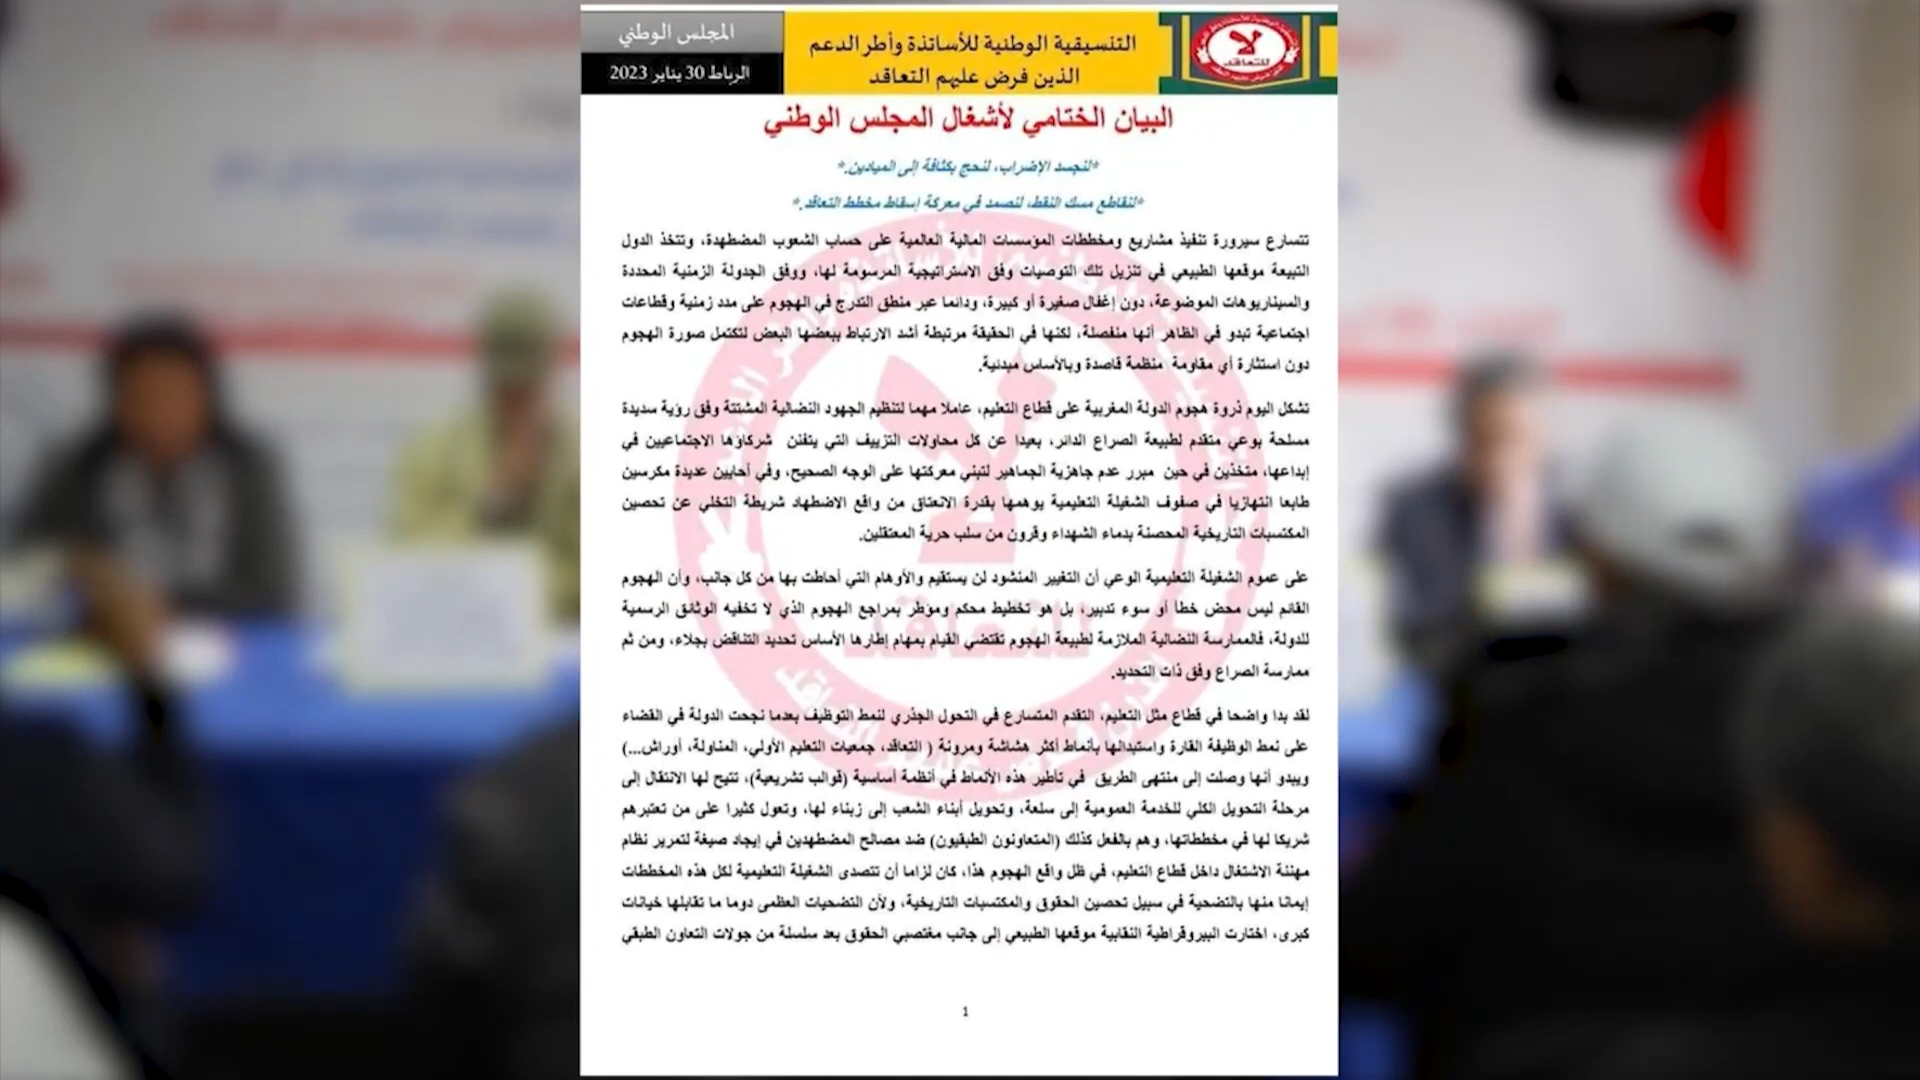 المجلس الوطني
الرباط 30 يناير 2023
التنسيقية الوطنية للأساتذة وأطر الدعم
الذين فرض عليهم التعاقد
لا
للتعاقد
البيان الختامي لأشغال المجلس الوطني
*لنجسد الإضراب، لنحج بكثافة إلى الميادين.*
*لنقاطع مسك النقط، لنصمد في معركة إسقاط مخطط التعاقد.*
تتسارع سيرورة تنفيذ مشاريع ومخططات المؤسسات المالية العالمية على حساب الشعوب المضطهدة، وتتخذ الدول
التبيعة موقعها الطبيعي في تنزيل تلك التوصيات وفق الاستراتيجية المرسومة لها، ووفق الجدولة الزمنية المحددة
والسيناريوهات الموضوعة، دون إغفال صغيرة أو كبيرة، ودائما عبر منطق التدرج في الهجوم على مدد زمنية وقطاعات
اجتماعية تبدو في الظاهر أنها منفصلة، لكنها في الحقيقة مرتبطة أشد الارتباط ببعضها البعض لتكتمل صورة الهجوم
دون استثارة أي مقاومة منظمة قاصدة وبالأساس مبدئية.
تشكل اليوم ذروة هجوم الدولة المغربية على قطاع التعليم، عاملا مهما لتنظيم الجهود النضالية المشتتة وفق رؤية سديدة
مسلحة بوعي متقدم لطبيعة الصراع الدائر، بعيدا عن كل محاولات التزييف التي يتفنن شركاؤها الاجتماعيين في
إبداعها، متخذين في حين مبرر عدم جاهزية الجماهير لتبني معركتها على الوجه الصحيح، وفي أحايين عديدة مكرسين
طابعا انتهازيا في صفوف الشغيلة التعليمية يوهمها بقدرة الانعتاق من واقع الاضطهاد شريطة التخلي عن تحصين
المكتسبات التاريخية المحصنة بدماء الشهداء وقرون من سلب حرية المعتقلين.
على عموم الشغيلة التعليمية الوعي أن التغيير المنشود لن يستقيم والأوهام التي أحاطت بها من كل جانب، وأن الهجوم
القائم ليس محض خطأ أو سوء تدبير، بل هو تخطيط محكم ومؤطر بمراجع الهجوم الذي لا تخفيه الوثائق الرسمية
للدولة، فالممارسة النضالية الملازمة لطبيعة الهجوم تقتضي القيام بمهام إطارها الأساس تحديد التناقض بجلاء، ومن ثم
ممارسة الصراع وفق ذات التحديد.
لقد بدا واضحا في قطاع مثل التعليم، التقدم المتسارع في التحول الجذري لنمط التوظيف بعدما نجحت الدولة في القضاء
على نمط الوظيفة القارة واستبدالها بأنماط أكثر هشاشة ومرونة ( التعاقد، جمعيات التعليم الأولي، المناولة، أوراش...)
ويبدو أنها وصلت إلى منتهى الطريق في تأطير هذه الأنماط في أنظمة أساسية (قوالب تشريعية)، تتيح لها الانتقال إلى
مرحلة التحويل الكلي للخدمة العمومية إلى سلعة، وتحويل أبناء الشعب إلى زبناء لها، وتعول كثيرا على من تعتبرهم
شريكا لها في مخططاتها، وهم بالفعل كذلك (المتعاونون الطبقيون) ضد مصالح المضطهدين في إيجاد صيغة لتمرير نظام
مهننة الاشتغال داخل قطاع التعليم، في ظل واقع الهجوم هذا، كان لزاما أن تتصدى الشغيلة التعليمية لكل هذه المخططات
إيمانا منها بالتضحية في سبيل تحصين الحقوق والمكتسبات التاريخية، ولأن التضحيات العظمى دوما ما تقابلها خيانات
كبرى، اختارت البيروقراطية النقابية موقعها الطبيعي إلى جانب مغتصبي الحقوق بعد سلسلة من جولات التعاون الطبقي
1